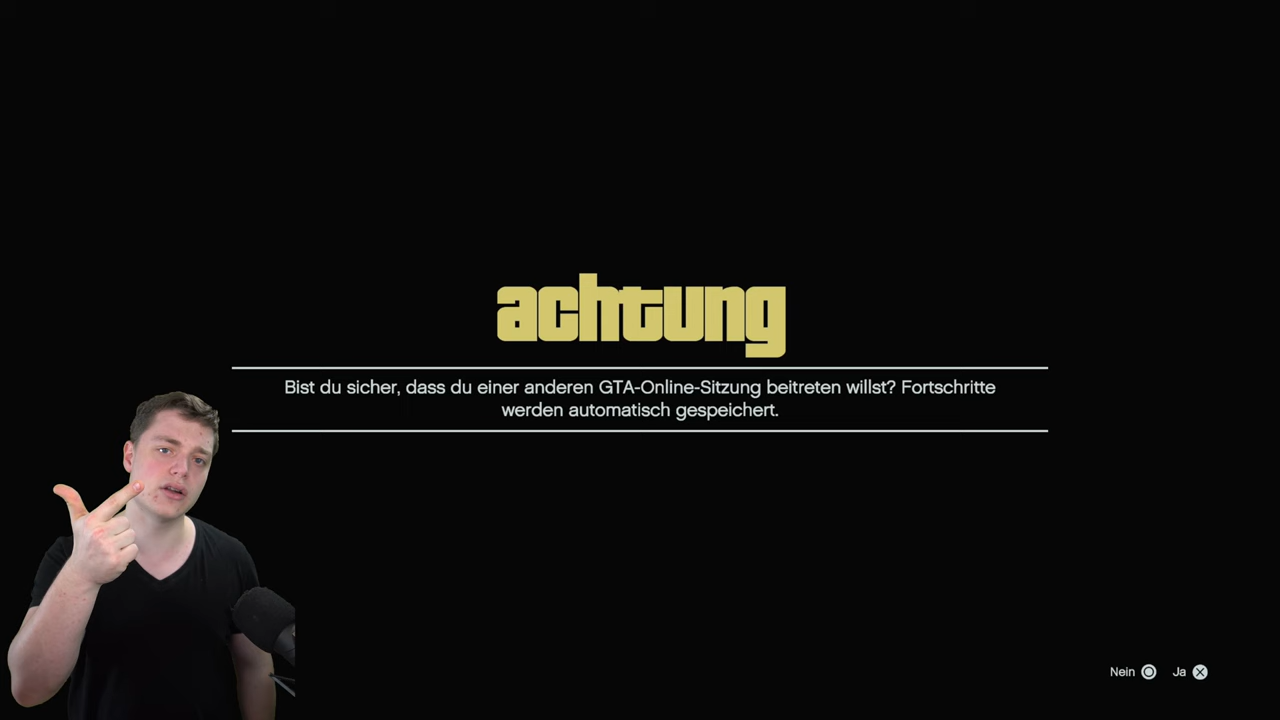 achtung
Bist du sicher, dass du einer anderen GTA-Online-Sitzung beitreten willst? Fortschritte
werden automatisch gespeichert.
Nein Ja